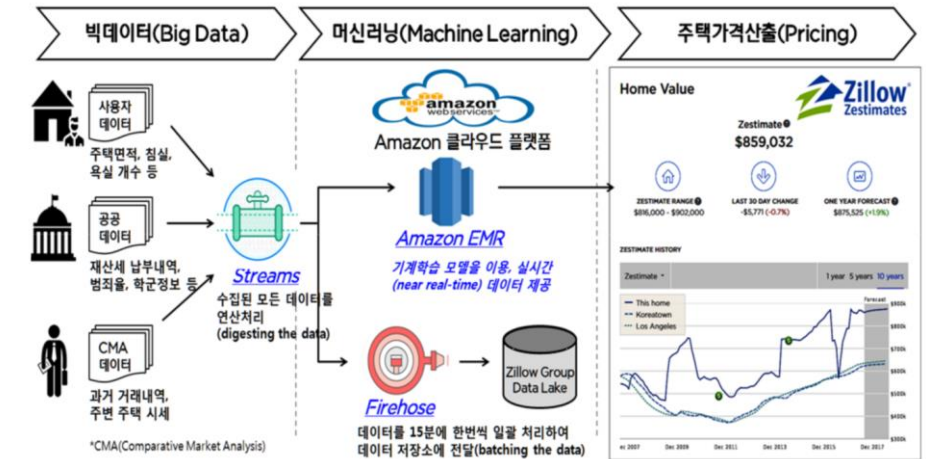 빅데이터(Big Data)
머신러닝(Machine Learning)
주택가격산출(Pricing)
사용자
데이터
주택면적, 침실,
욕실 개수 등
공공
데이터
재산세 납부내역,
범죄율, 학군정보 등
CMA
데이터
과거 거래내역,
주변 주택 시세
*CMA(Comparative Market Analysis)
Streams
수집된 모든 데이터를
연산처리
(digesting the data)
amazon
webservices™
Amazon 클라우드 플랫폼
Amazon EMR
기계학습 모델을 이용, 실시간
(near real-time) 데이터 제공
Firehose
데이터를 15분에 한번씩 일괄 처리하여
데이터 저장소에 전달(batching the data)
Zillow Group
Data Lake
Home Value
Zillow®
Zestimates
Zestimate
$859,032
ZESTIMATE RANGE
$816,000 - $902,000
LAST 30 DAY CHANGE
-$5,771 (-0.7%)
ONE YEAR FORECAST
$875,525 (+1.9%)
ZESTIMATE HISTORY
Zestimate
1 year 5 years 10 years
This home
Koreatown
Los Angeles
Forecast
$900k
$800k
$700k
$600k
$500k
$400k
$300k
2007
Dec 2009
Dec 2011
Dec 2013
Dec 2015
Dec 2017